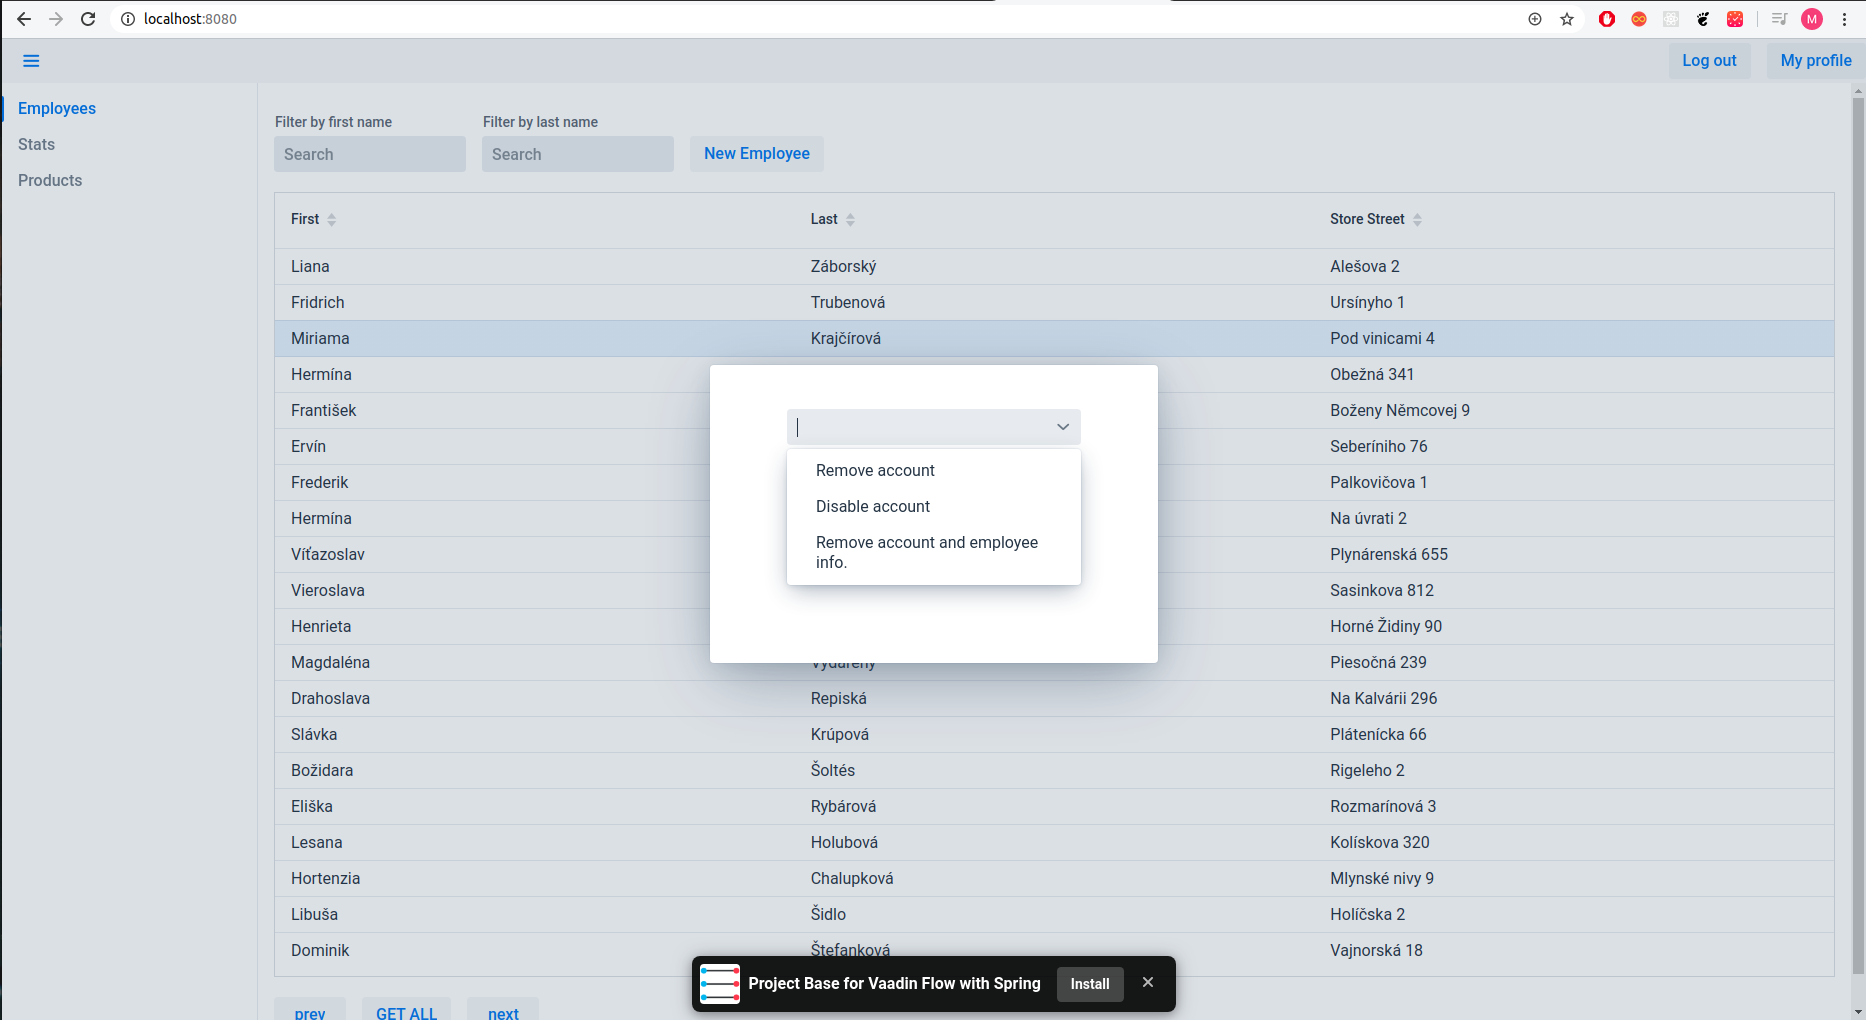 localhost:8080
M
Log out
My profile
Employees
Stats
Products
Filter by first name
Filter by last name
Search
Search
New Employee
First Last Store Street
Liana Záborský Alešova 2
Fridrich Trubenová Ursínyho 1
Miriama Krajčírová Pod vinicami 4
Hermína Obežná 341
František Boženy Němcovej 9
Ervín Seberíniho 76
Frederik Palkovičova 1
Hermína Na úvrati 2
Víťazoslav Plynárenská 655
Vieroslava Sasinkova 812
Henrieta Horné Židiny 90
Magdaléna Vydarený Piesočná 239
Drahoslava Repiská Na Kalvárii 296
Slávka Krúpová Plátenícka 66
Božidara Šoltés Rigeleho 2
Eliška Rybárová Rozmarínová 3
Lesana Holubová Kolískova 320
Hortenzia Chalupková Mlynské nivy 9
Libuša Šidlo Holíčska 2
Dominik Štefanková Vajnorská 18
Remove account
Disable account
Remove account and employee
info.
Project Base for Vaadin Flow with Spring
Install
prev
GET ALL
next